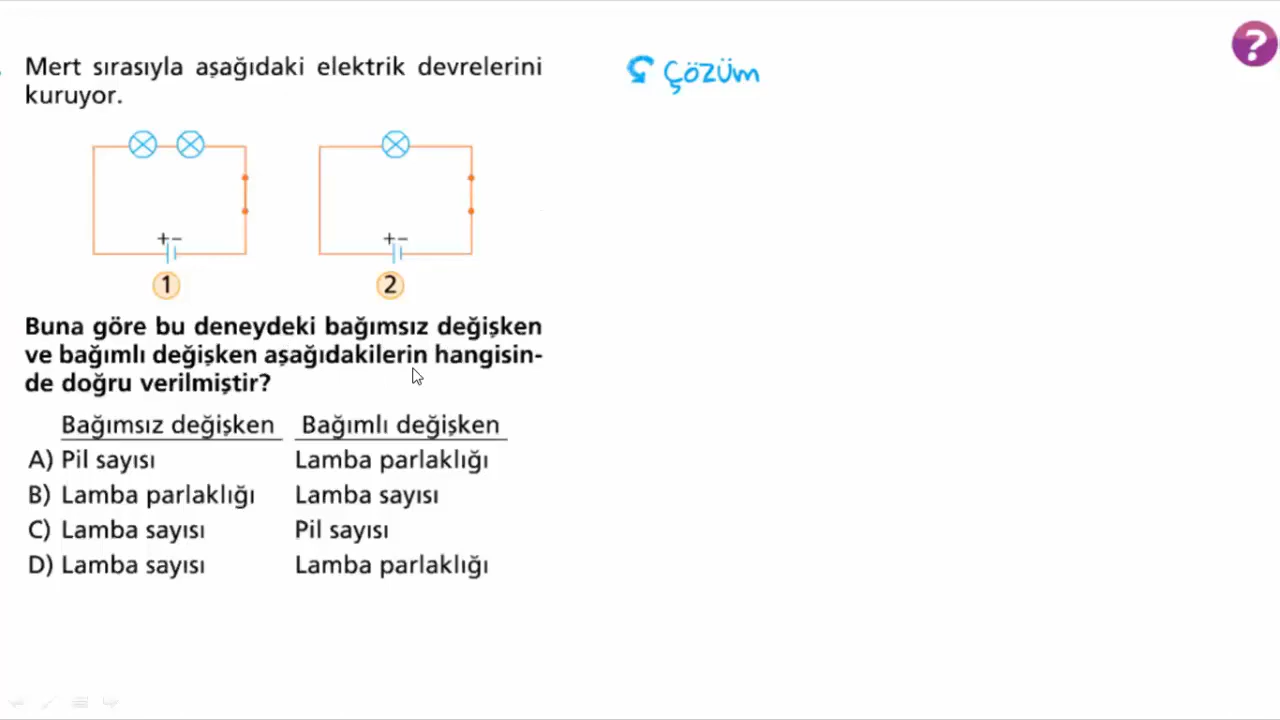 Mert sırasıyla aşağıdaki elektrik devrelerini
kuruyor.
+−
+−
1
2
Buna göre bu deneydeki bağımsız değişken
ve bağımlı değişken aşağıdakilerin hangisin-
de doğru verilmiştir?
Bağımsız değişken Bağımlı değişken
A) Pil sayısı Lamba parlaklığı
B) Lamba parlaklığı Lamba sayısı
C) Lamba sayısı Pil sayısı
D) Lamba sayısı Lamba parlaklığı
Çözüm
?